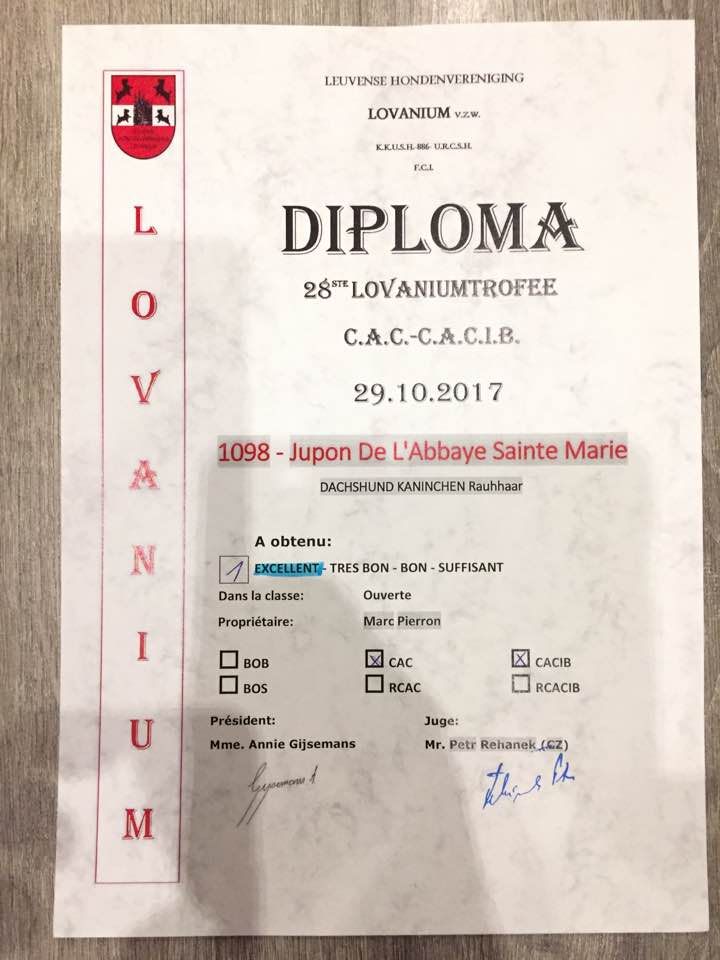 LEUVENSE HONDENVERENIGING
LOVANIUM v.z.w.
K.K.U.S.H.-886- U.R.C.S.H.
F.C.I.
DIPLOMA
28STE LOVANIUMTROFEE
C.A.C.-C.A.C.I.B.
29.10.2017
1098 - Jupon De L'Abbaye Sainte Marie
DACHSHUND KANINCHEN Rauhhaar
A obtenu:
1 EXCELLENT - TRES BON - BON - SUFFISANT
Dans la classe: Ouverte
Propriétaire: Marc Pierron
BOB X CAC X CACIB
BOS RCAC RCACIB
Président: Juge:
Mme. Annie Gijsemans Mr. Petr Rehanek (CZ)
LOVANIUM